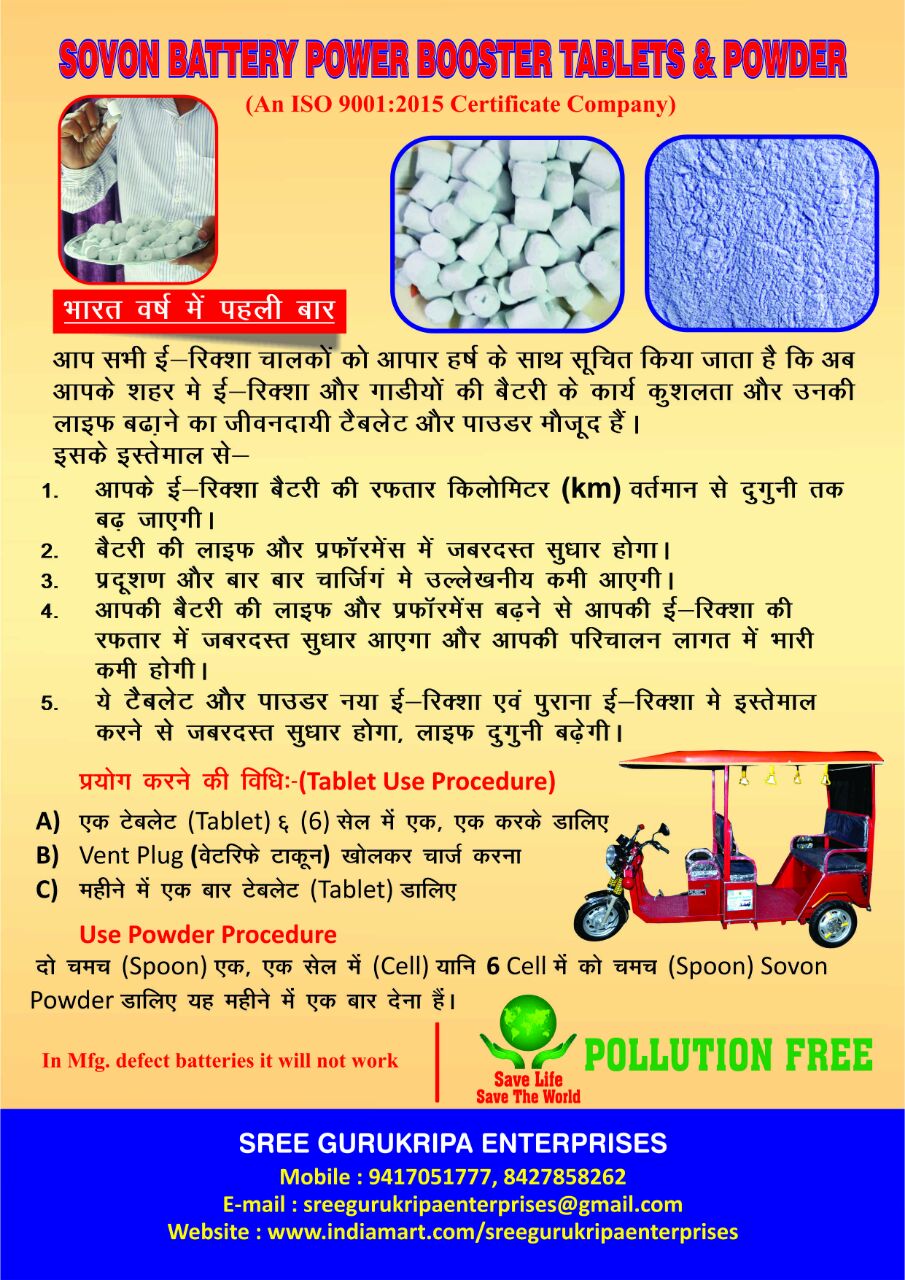 SOVON BATTERY POWER BOOSTER TABLETS & POWDER
(An ISO 9001:2015 Certificate Company)
भारत वर्ष में पहली बार
आप सभी ई–रिक्शा चालकों को आपार हर्ष के साथ सूचित किया जाता है कि अब
आपके शहर मे ई–रिक्शा और गाडीयों की बैटरी के कार्य कुशलता और उनकी
लाइफ बढा़ने का जीवनदायी टैबलेट और पाउडर मौजूद हैं।
इसके इस्तेमाल से–
1. आपके ई–रिक्शा बैटरी की रफतार किलोमिटर (km) वर्तमान से दुगुनी तक
बढ़ जाएगी।
2. बैटरी की लाइफ और प्रफॉरमेंस में जबरदस्त सुधार होगा।
3. प्रदूशण और बार बार चार्जिगं मे उल्लेखनीय कमी आएगी।
4. आपकी बैटरी की लाइफ और प्रफॉरमेंस बढ़ने से आपकी ई–रिक्शा की
रफतार में जबरदस्त सुधार आएगा और आपकी परिचालन लागत में भारी
कमी होगी।
5. ये टैबलेट और पाउडर नया ई–रिक्शा एवं पुराना ई–रिक्शा मे इस्तेमाल
करने से जबरदस्त सुधार होगा, लाइफ दुगुनी बढ़ेगी।
प्रयोग करने की विधिः-(Tablet Use Procedure)
A) एक टेबलेट (Tablet) ६ (6) सेल में एक, एक करके डालिए
B) Vent Plug (वेटरिफे टाकून) खोलकर चार्ज करना
C) महीने में एक बार टेबलेट (Tablet) डालिए
Use Powder Procedure
दो चमच (Spoon) एक, एक सेल में (Cell) यानि 6 Cell में को चमच (Spoon) Sovon
Powder डालिए यह महीने में एक बार देना हैं।
In Mfg. defect batteries it will not work
Save Life
Save The World
POLLUTION FREE
SREE GURUKRIPA ENTERPRISES
Mobile : 9417051777, 8427858262
E-mail : sreegurukripaenterprises@gmail.com
Website : www.indiamart.com/sreegurukripaenterprises